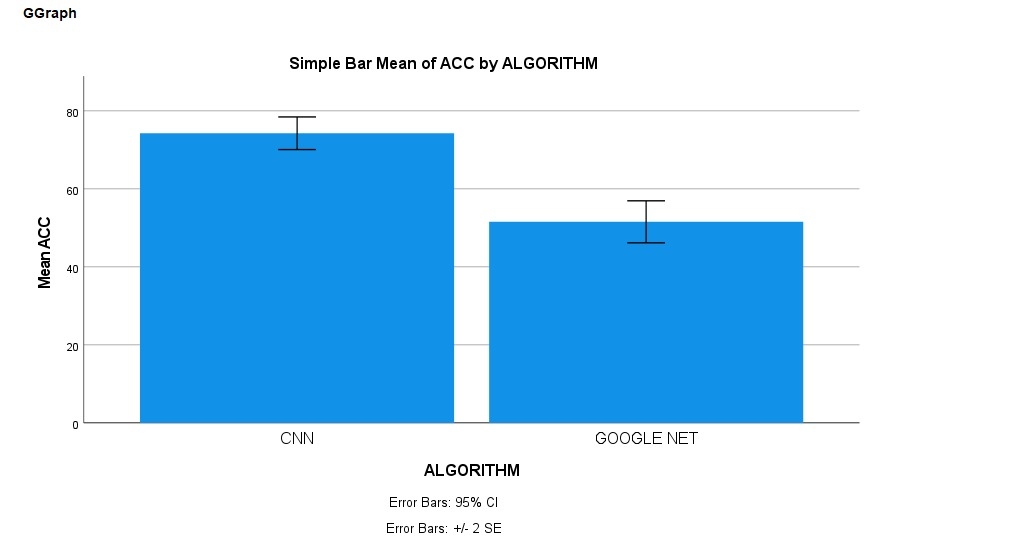 GGraph
Simple Bar Mean of ACC by ALGORITHM
Mean ACC
80
60
40
20
0
CNN
GOOGLE NET
ALGORITHM
Error Bars: 95% CI
Error Bars: +/- 2 SE